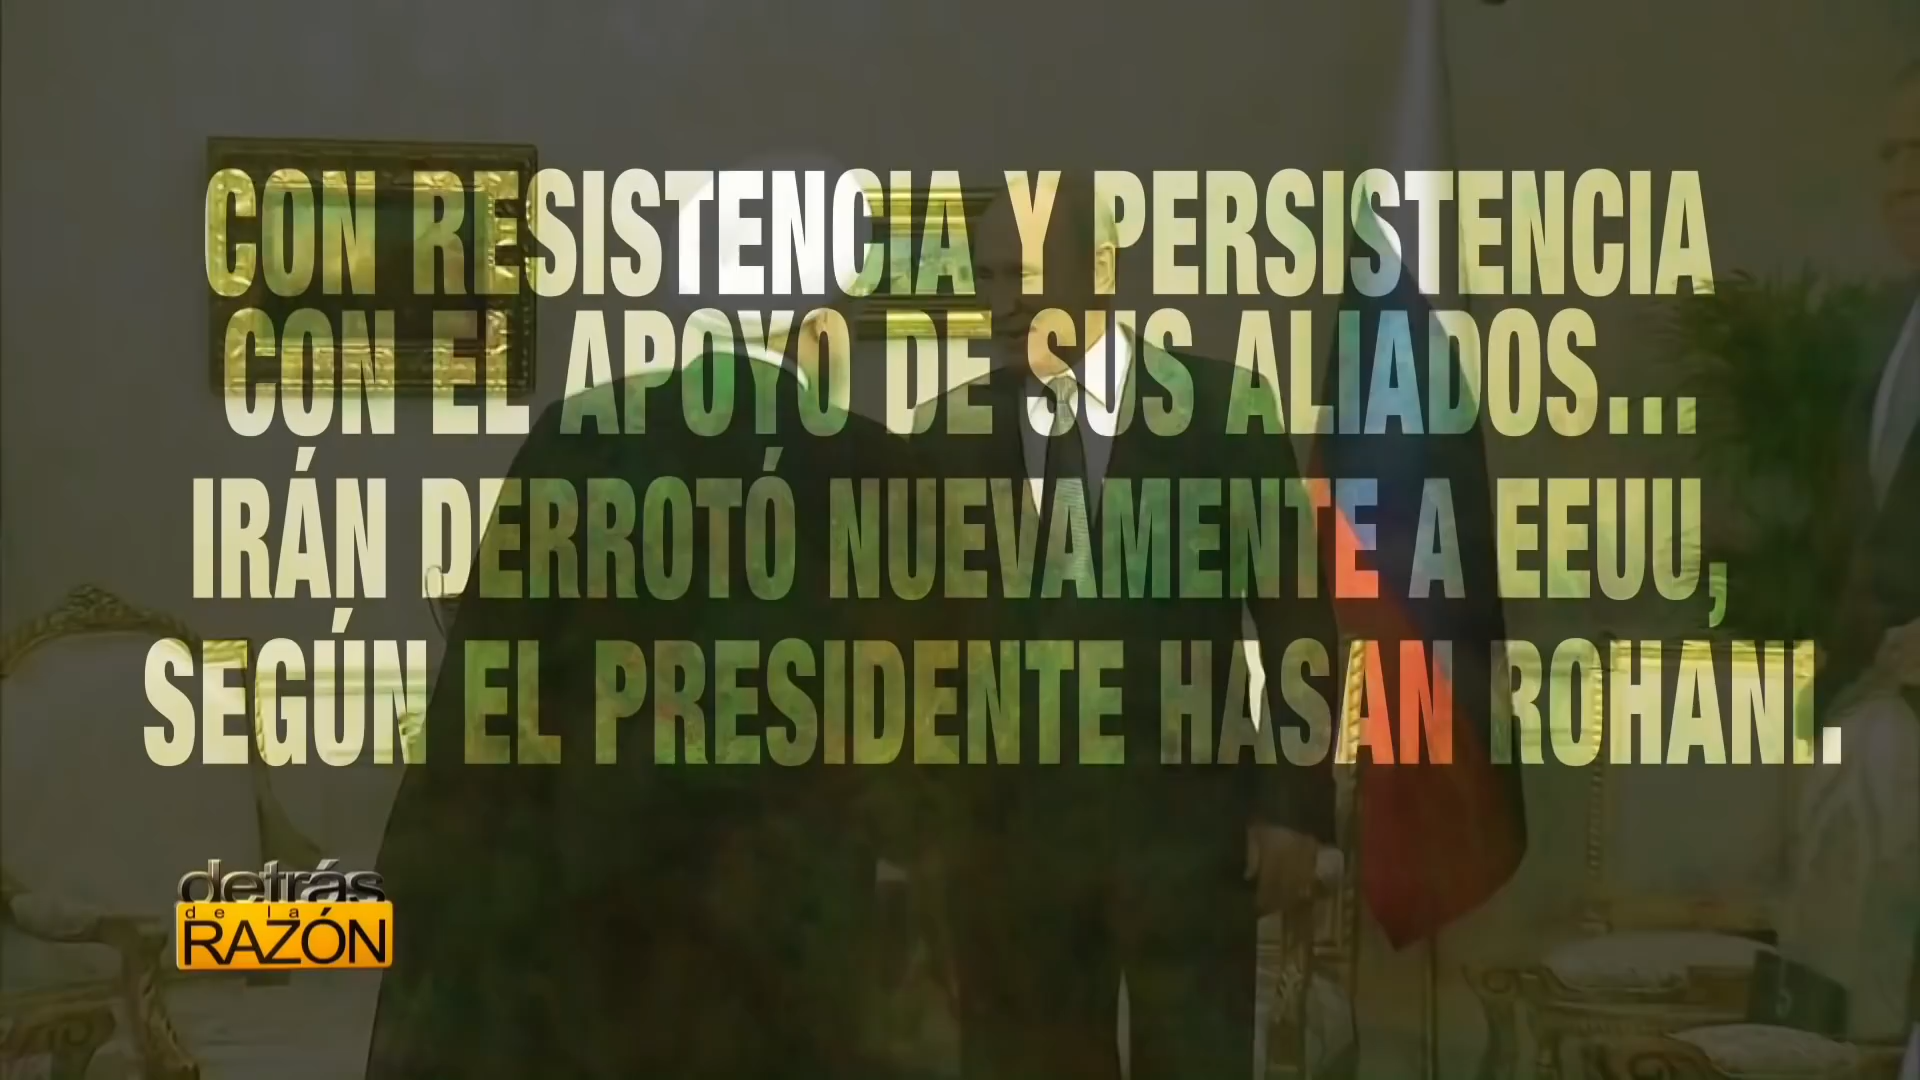 CON RESISTENCIA Y PERSISTENCIA
CON EL APOYO DE SUS ALIADOS...
IRÁN DERROTÓ NUEVAMENTE A EEUU,
SEGÚN EL PRESIDENTE HASAN ROHANI.
detrás
de la
RAZÓN